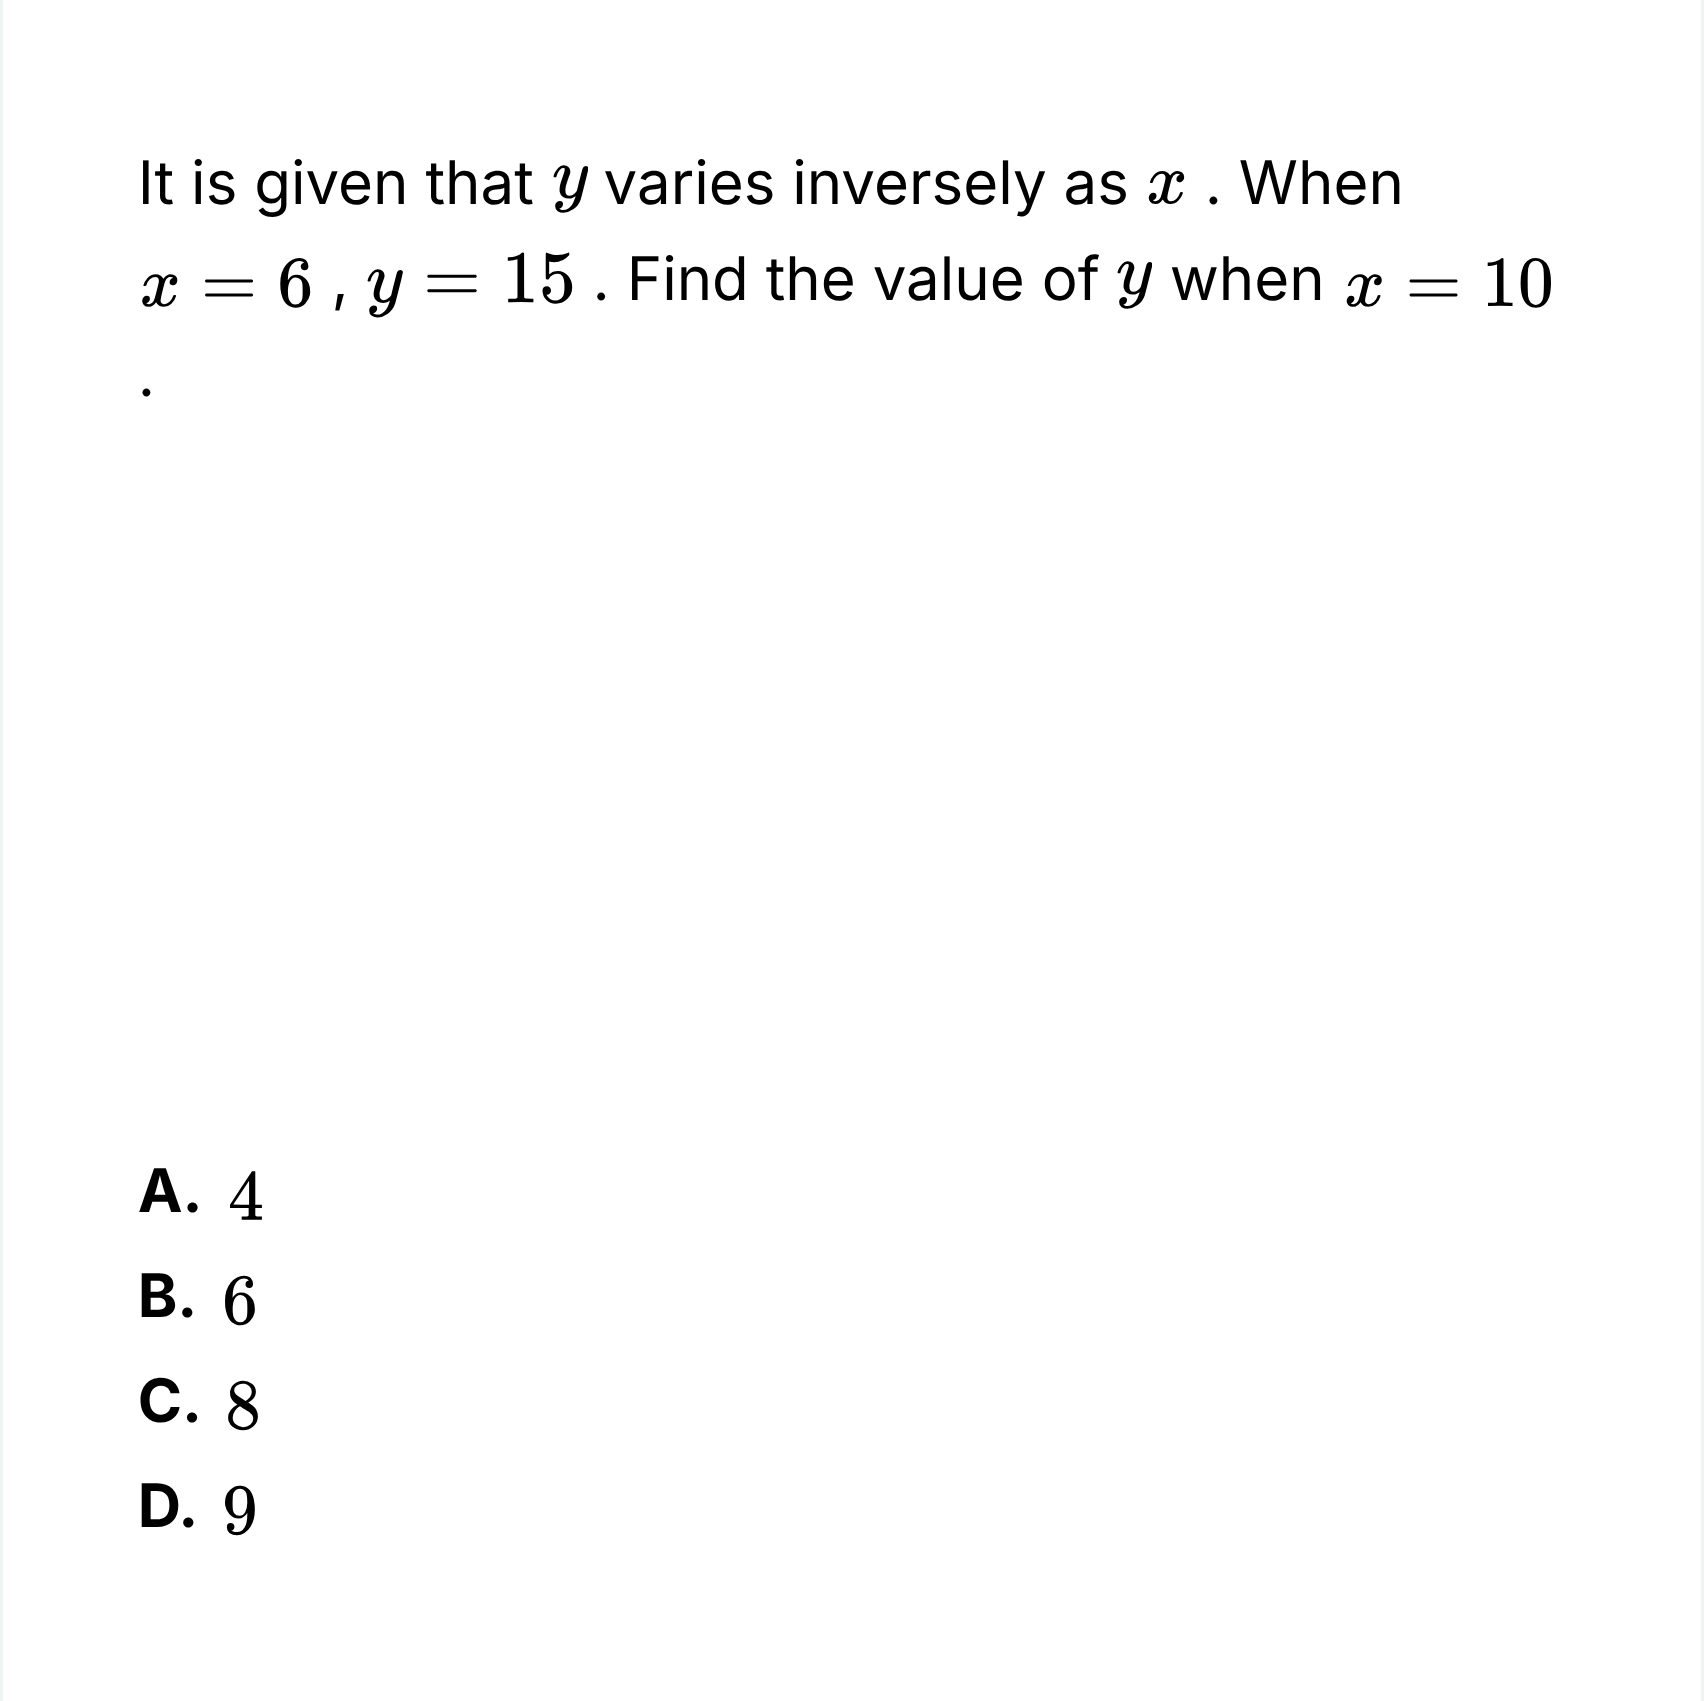 It is given that y varies inversely as x . When
x = 6 , y = 15 . Find the value of y when x = 10
.
A. 4
B. 6
C. 8
D. 9